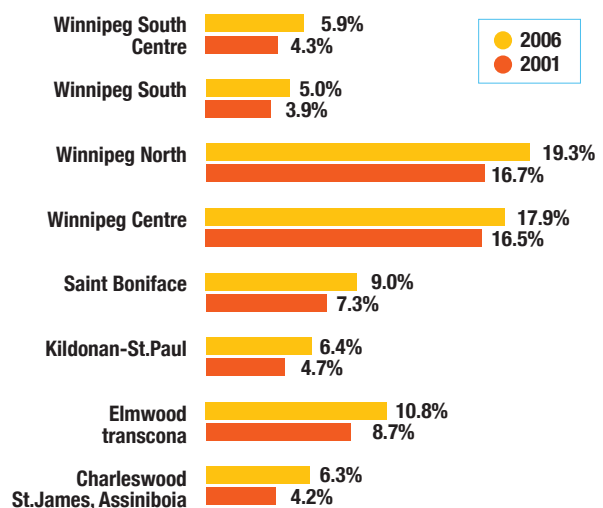 Winnipeg South
Centre
5.9%
4.3%
2006
2001
Winnipeg South
5.0%
3.9%
Winnipeg North
19.3%
16.7%
Winnipeg Centre
17.9%
16.5%
Saint Boniface
9.0%
7.3%
Kildonan-St.Paul
6.4%
4.7%
Elmwood
transcona
10.8%
8.7%
Charleswood
St.James, Assiniboia
6.3%
4.2%